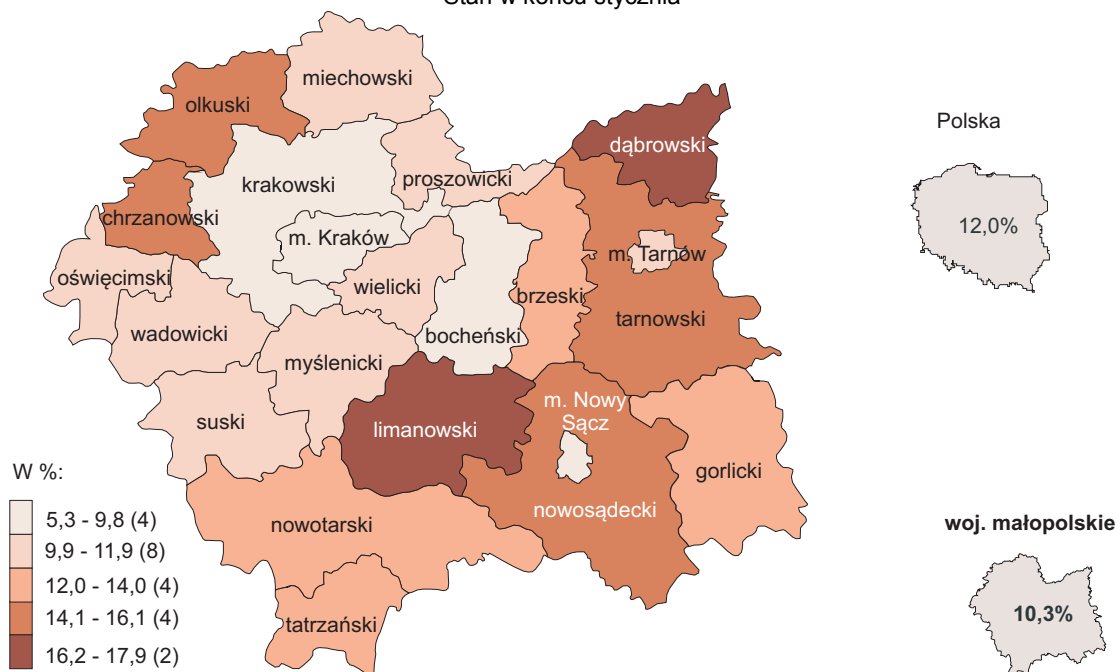 Stan w końcu stycznia
miechowski
olkuski
Polska
dąbrowski
krakowski
proszowicki
chrzanowski
12,0%
m. Kraków
m. Tarnów
oświęcimski
wielicki
brzeski
tarnowski
wadowicki
bocheński
myślenicki
m. Nowy
Sącz
suski
limanowski
gorlicki
W %:
nowosądecki
5,3 - 9,8 (4)
nowotarski
woj. małopolskie
9,9 - 11,9 (8)
12,0 - 14,0 (4)
14,1 - 16,1 (4)
10,3%
tatrzański
16,2 - 17,9 (2)